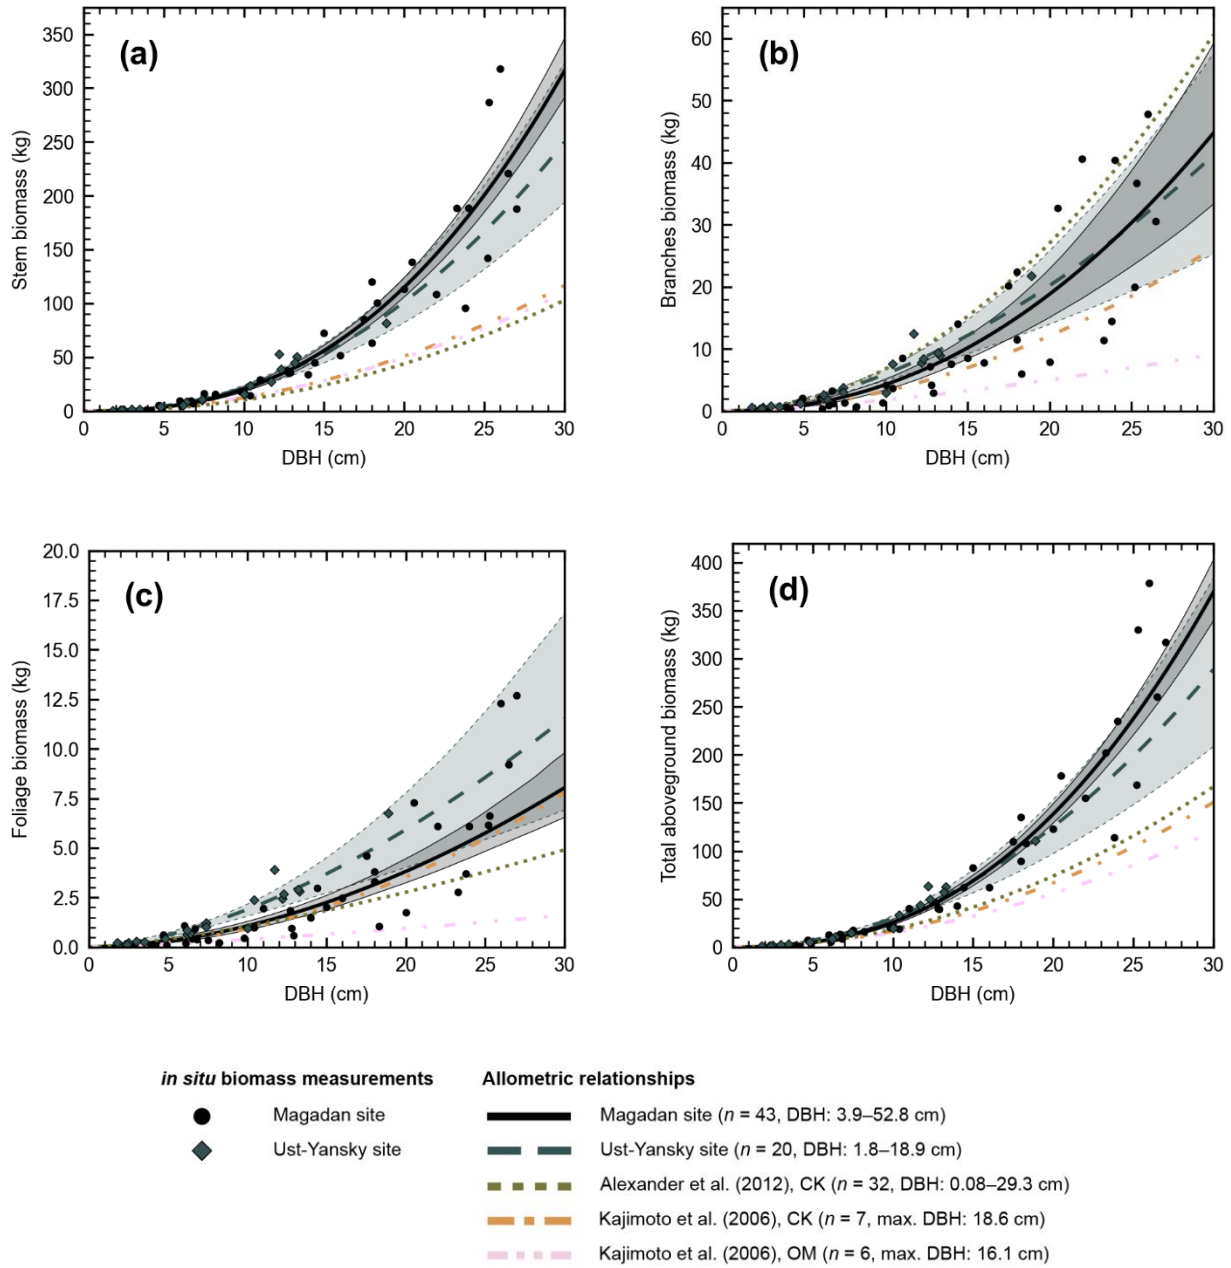 (a)
Stem biomass (kg)
350
300
250
200
150
100
50
0
0 5 10 15 20 25 30
DBH (cm)
(b)
Branches biomass (kg)
60
50
40
30
20
10
0
0 5 10 15 20 25 30
DBH (cm)
(c)
Foliage biomass (kg)
20.0
17.5
15.0
12.5
10.0
7.5
5.0
2.5
0.0
0 5 10 15 20 25 30
DBH (cm)
(d)
Total aboveground biomass (kg)
400
350
300
250
200
150
100
50
0
0 5 10 15 20 25 30
DBH (cm)
in situ biomass measurements
Magadan site
Ust-Yansky site
Allometric relationships
Magadan site (n = 43, DBH: 3.9–52.8 cm)
Ust-Yansky site (n = 20, DBH: 1.8–18.9 cm)
Alexander et al. (2012), CK (n = 32, DBH: 0.08–29.3 cm)
Kajimoto et al. (2006), CK (n = 7, max. DBH: 18.6 cm)
Kajimoto et al. (2006), OM (n = 6, max. DBH: 16.1 cm)